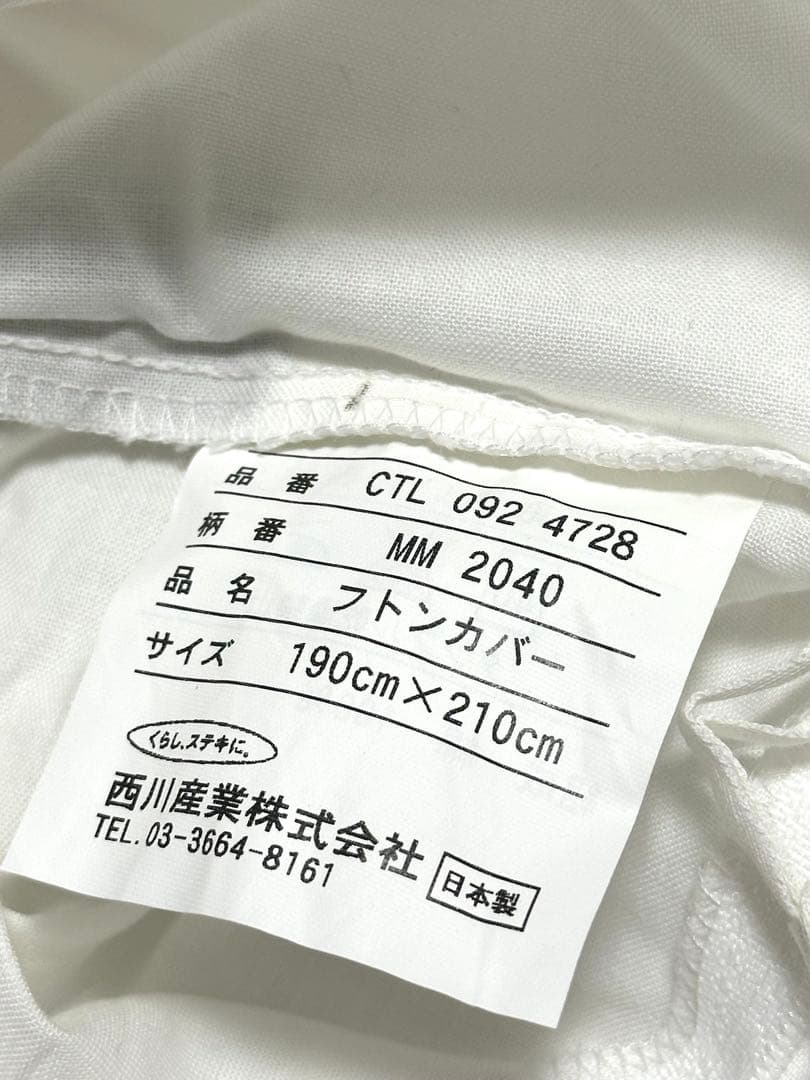 品番 CTL 092 4728
柄番 MM 2040
品名 フトンカバー
サイズ 190cm×210cm
くらし、ステキに。
西川産業株式会社
TEL.03-3664-8161
日本製